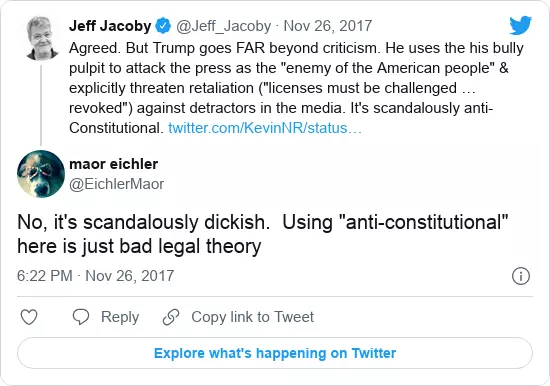 Jeff Jacoby @Jeff_Jacoby · Nov 26, 2017
Agreed. But Trump goes FAR beyond criticism. He uses the his bully
pulpit to attack the press as the "enemy of the American people" &
explicitly threaten retaliation ("licenses must be challenged …
revoked") against detractors in the media. It's scandalously anti-
Constitutional. twitter.com/KevinNR/status…
maor eichler
@EichlerMaor
No, it's scandalously dickish.  Using "anti-constitutional"
here is just bad legal theory
6:22 PM · Nov 26, 2017
Reply Copy link to Tweet
Explore what's happening on Twitter